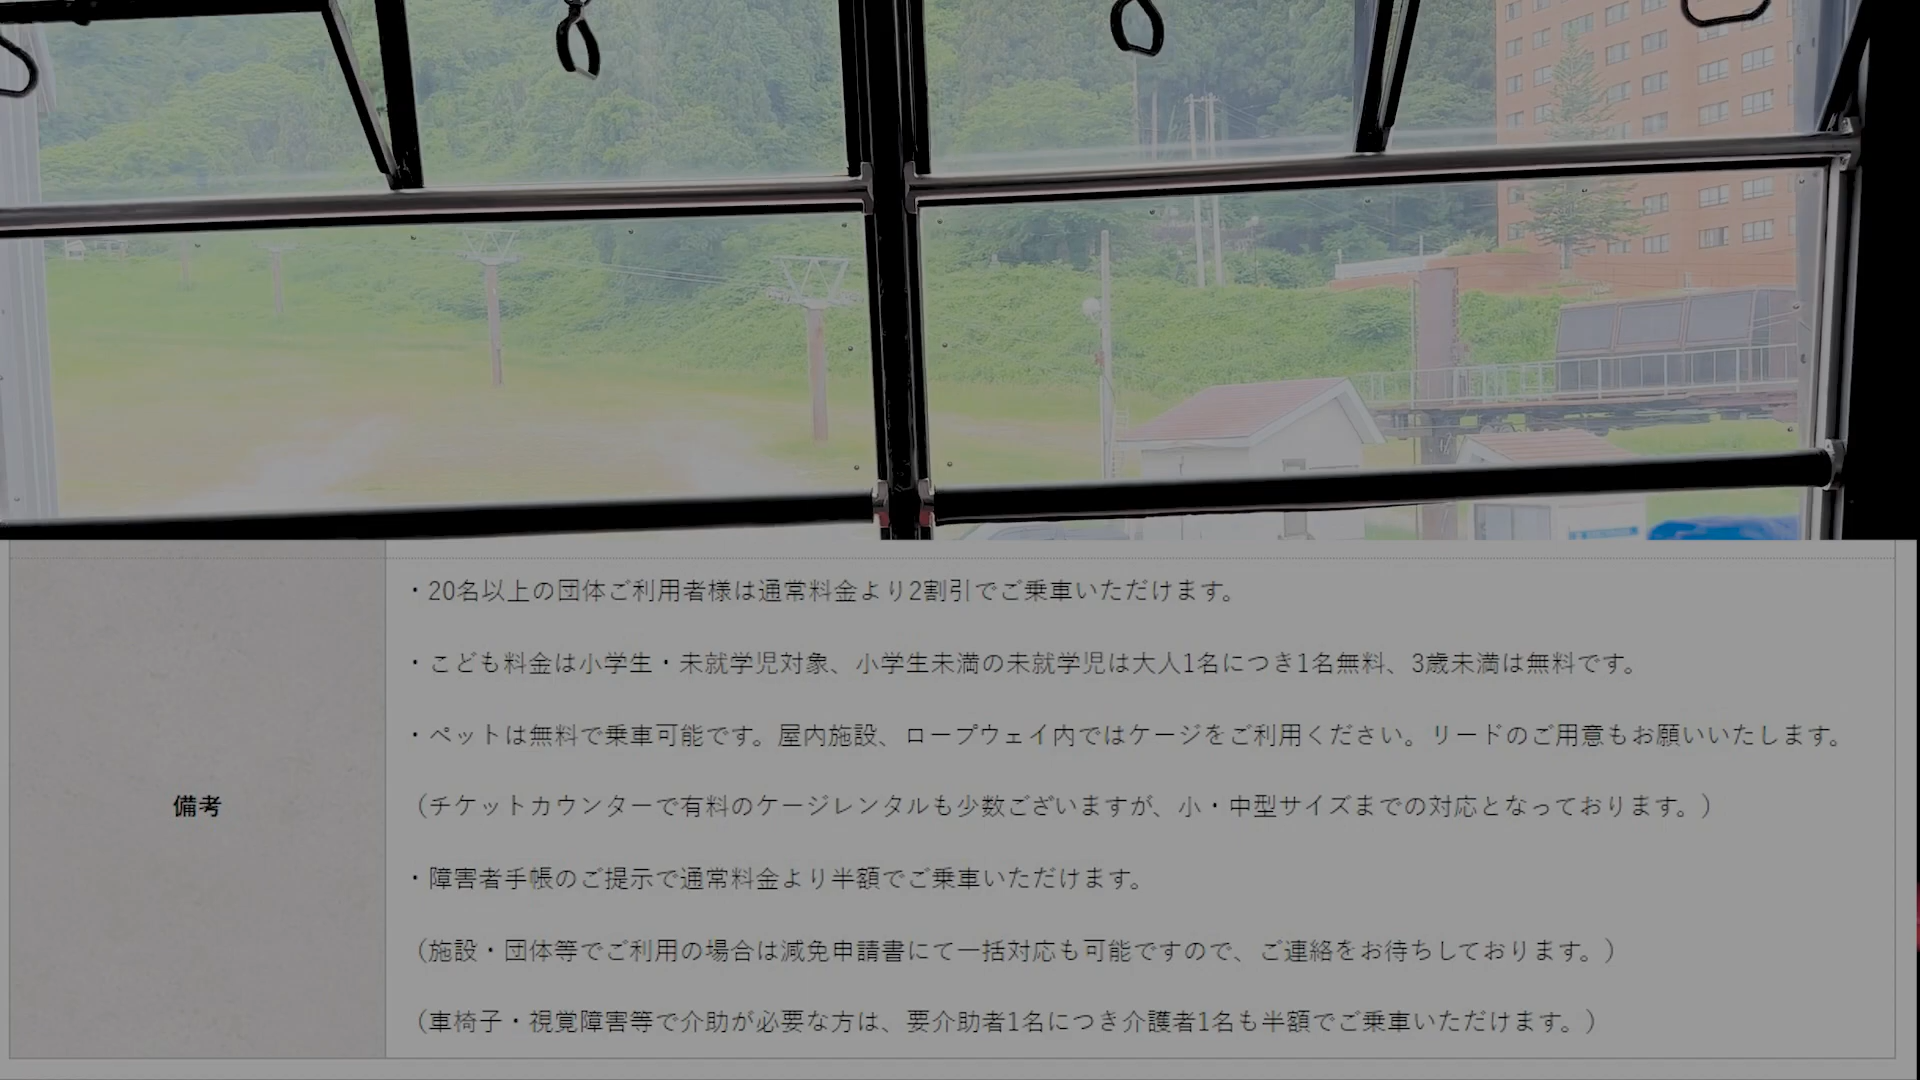 ・20名以上の団体ご利用者様は通常料金より2割引でご乗車いただけます。
・こども料金は小学生・未就学児対象、小学生未満の未就学児は大人1名につき1名無料、3歳未満は無料です。
・ペットは無料で乗車可能です。屋内施設、ロープウェイ内ではケージをご利用ください。リードのご用意もお願いいたします。
備考
（チケットカウンターで有料のケージレンタルも少数ございますが、小・中型サイズまでの対応となっております。）
・障害者手帳のご提示で通常料金より半額でご乗車いただけます。
（施設・団体等でご利用の場合は減免申請書にて一括対応も可能ですので、ご連絡をお待ちしております。）
（車椅子・視覚障害等で介助が必要な方は、要介助者1名につき介護者1名も半額でご乗車いただけます。）